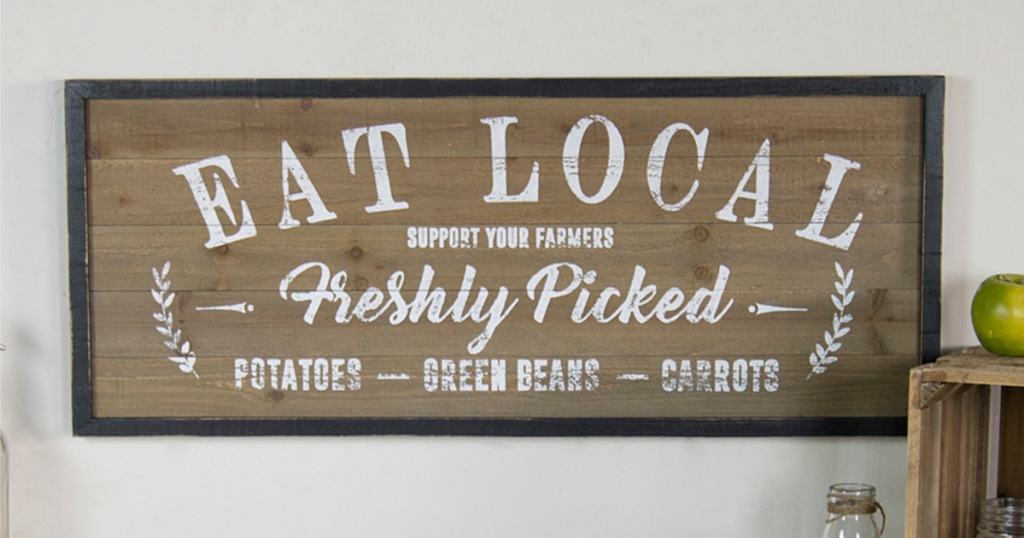 EAT LOCAL
SUPPORT YOUR FARMERS
Freshly Picked
POTATOES — GREEN BEANS — CARROTS